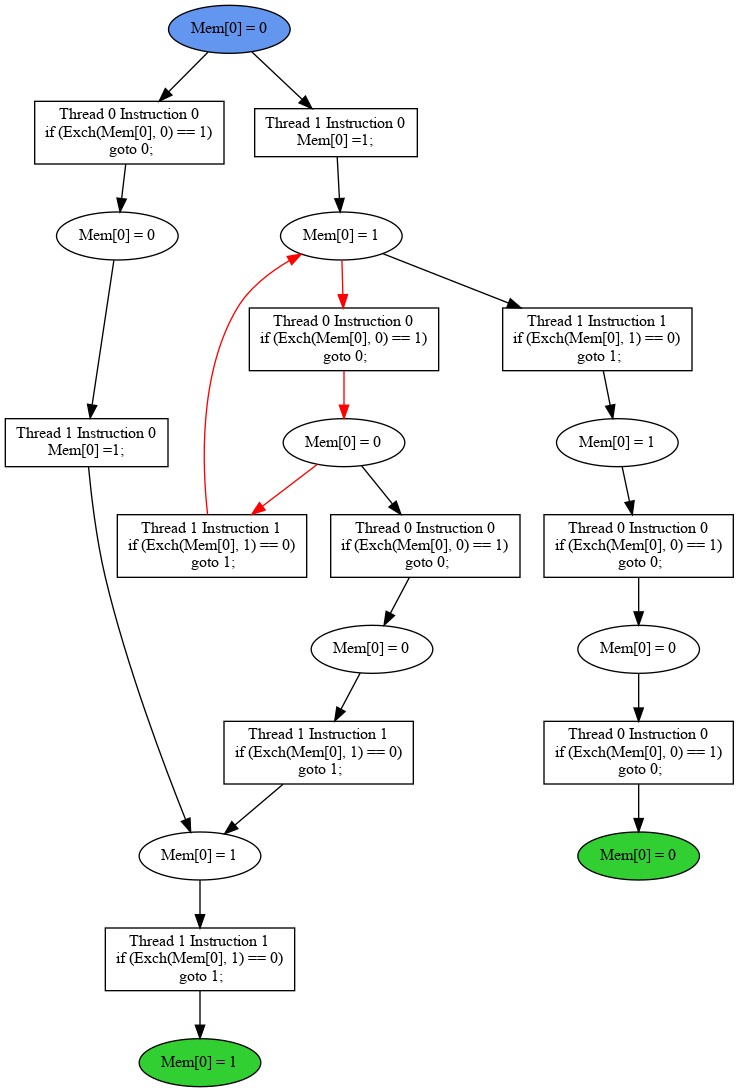 Mem[0] = 0
Thread 0 Instruction 0
if (Exch(Mem[0], 0) == 1)
goto 0;
Thread 1 Instruction 0
Mem[0] =1;
Mem[0] = 0
Mem[0] = 1
Thread 0 Instruction 0
if (Exch(Mem[0], 0) == 1)
goto 0;
Thread 1 Instruction 1
if (Exch(Mem[0], 1) == 0)
goto 1;
Thread 1 Instruction 0
Mem[0] =1;
Mem[0] = 0
Mem[0] = 1
Thread 1 Instruction 1
if (Exch(Mem[0], 1) == 0)
goto 1;
Thread 0 Instruction 0
if (Exch(Mem[0], 0) == 1)
goto 0;
Thread 0 Instruction 0
if (Exch(Mem[0], 0) == 1)
goto 0;
Mem[0] = 0
Mem[0] = 0
Thread 1 Instruction 1
if (Exch(Mem[0], 1) == 0)
goto 1;
Thread 0 Instruction 0
if (Exch(Mem[0], 0) == 1)
goto 0;
Mem[0] = 1
Mem[0] = 0
Thread 1 Instruction 1
if (Exch(Mem[0], 1) == 0)
goto 1;
Mem[0] = 1